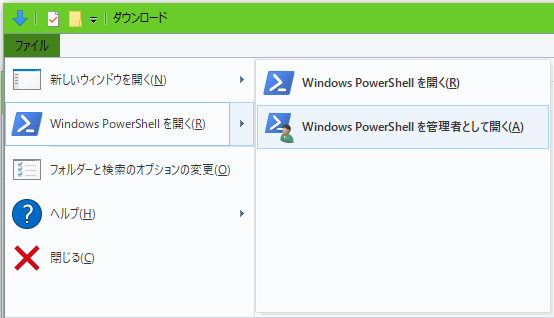 ダウンロード
ファイル
新しいウィンドウを開く(N)
Windows PowerShell を開く(R)
フォルダーと検索のオプションの変更(O)
ヘルプ(H)
閉じる(C)
Windows PowerShell を開く(R)
Windows PowerShell を管理者として開く(A)